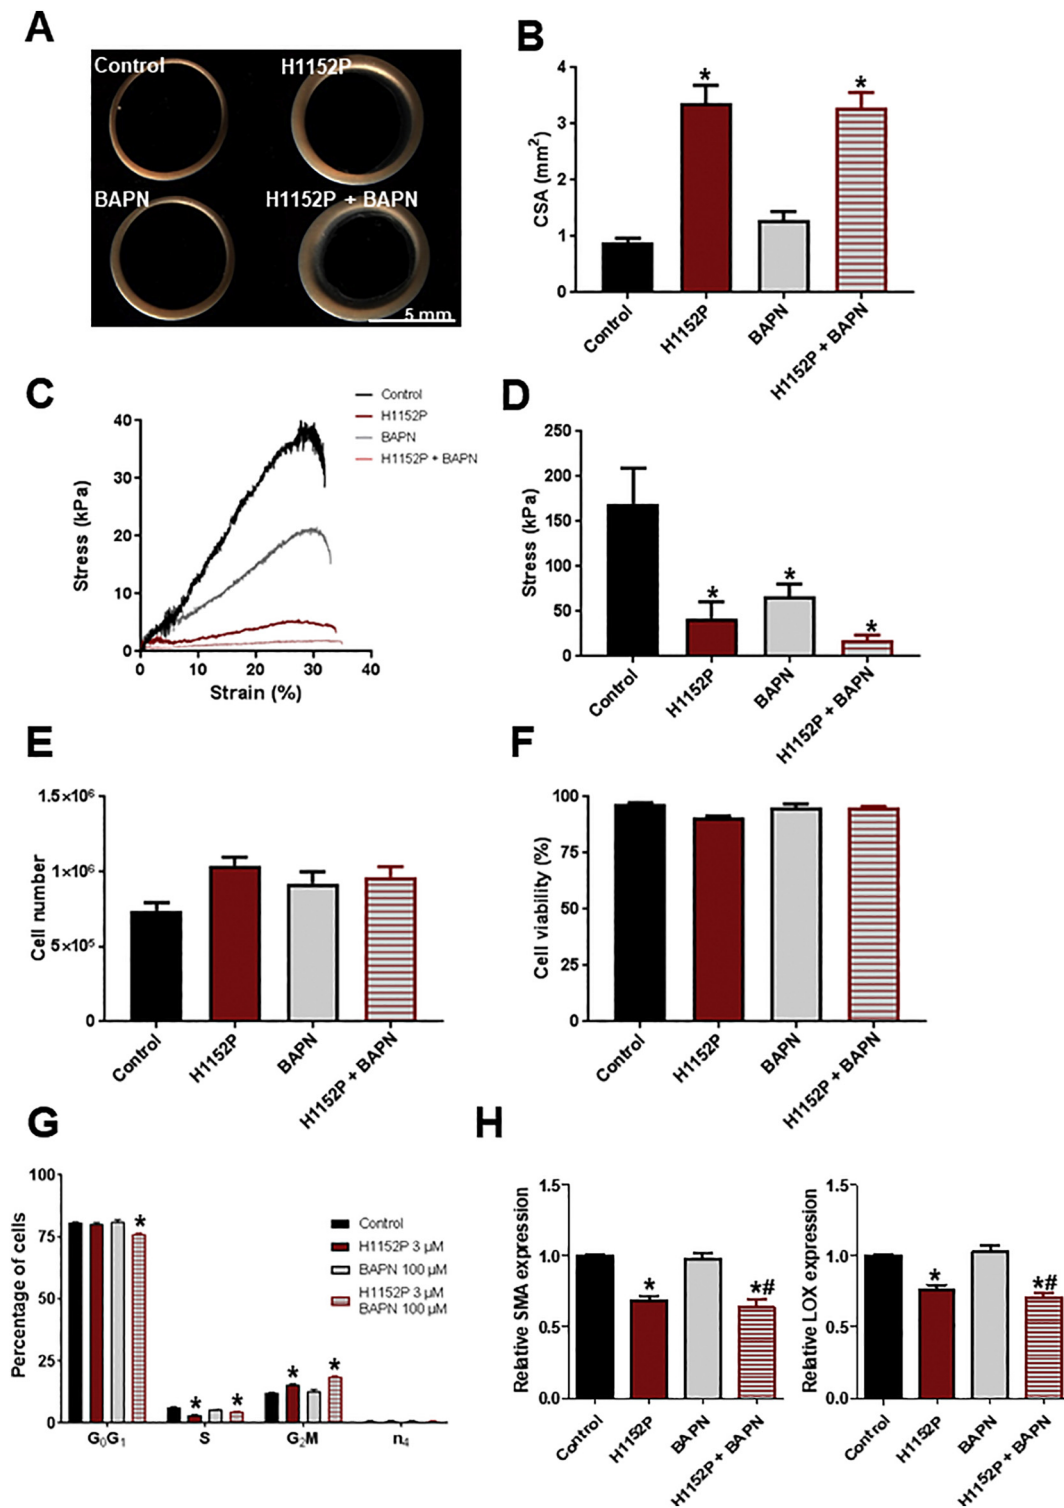 A
Control
H1152P
BAPN
H1152P + BAPN
5 mm
B
CSA (mm²)
4
3
2
1
0
*
*
Control
H1152P
BAPN
H1152P + BAPN
C
Control
H1152P
BAPN
H1152P + BAPN
Stress (kPa)
40
30
20
10
0
0 10 20 30 40
Strain (%)
D
Stress (kPa)
250
200
150
100
50
0
*
*
*
Control
H1152P
BAPN
H1152P + BAPN
E
Cell number
1.5×10⁶
1×10⁶
5×10⁵
0
Control
H1152P
BAPN
H1152P + BAPN
F
Cell viability (%)
100
75
50
25
0
Control
H1152P
BAPN
H1152P + BAPN
G
Percentage of cells
100
75
50
25
0
*
* *
* *
Control
H1152P 3 µM
BAPN 100 µM
H1152P 3 µM
BAPN 100 µM
G₀G₁ S G₂M n₄
H
Relative SMA expression
1.5
1.0
0.5
0.0
*
*#
Control
H1152P
BAPN
H1152P + BAPN
Relative LOX expression
1.5
1.0
0.5
0.0
*
*#
Control
H1152P
BAPN
H1152P + BAPN